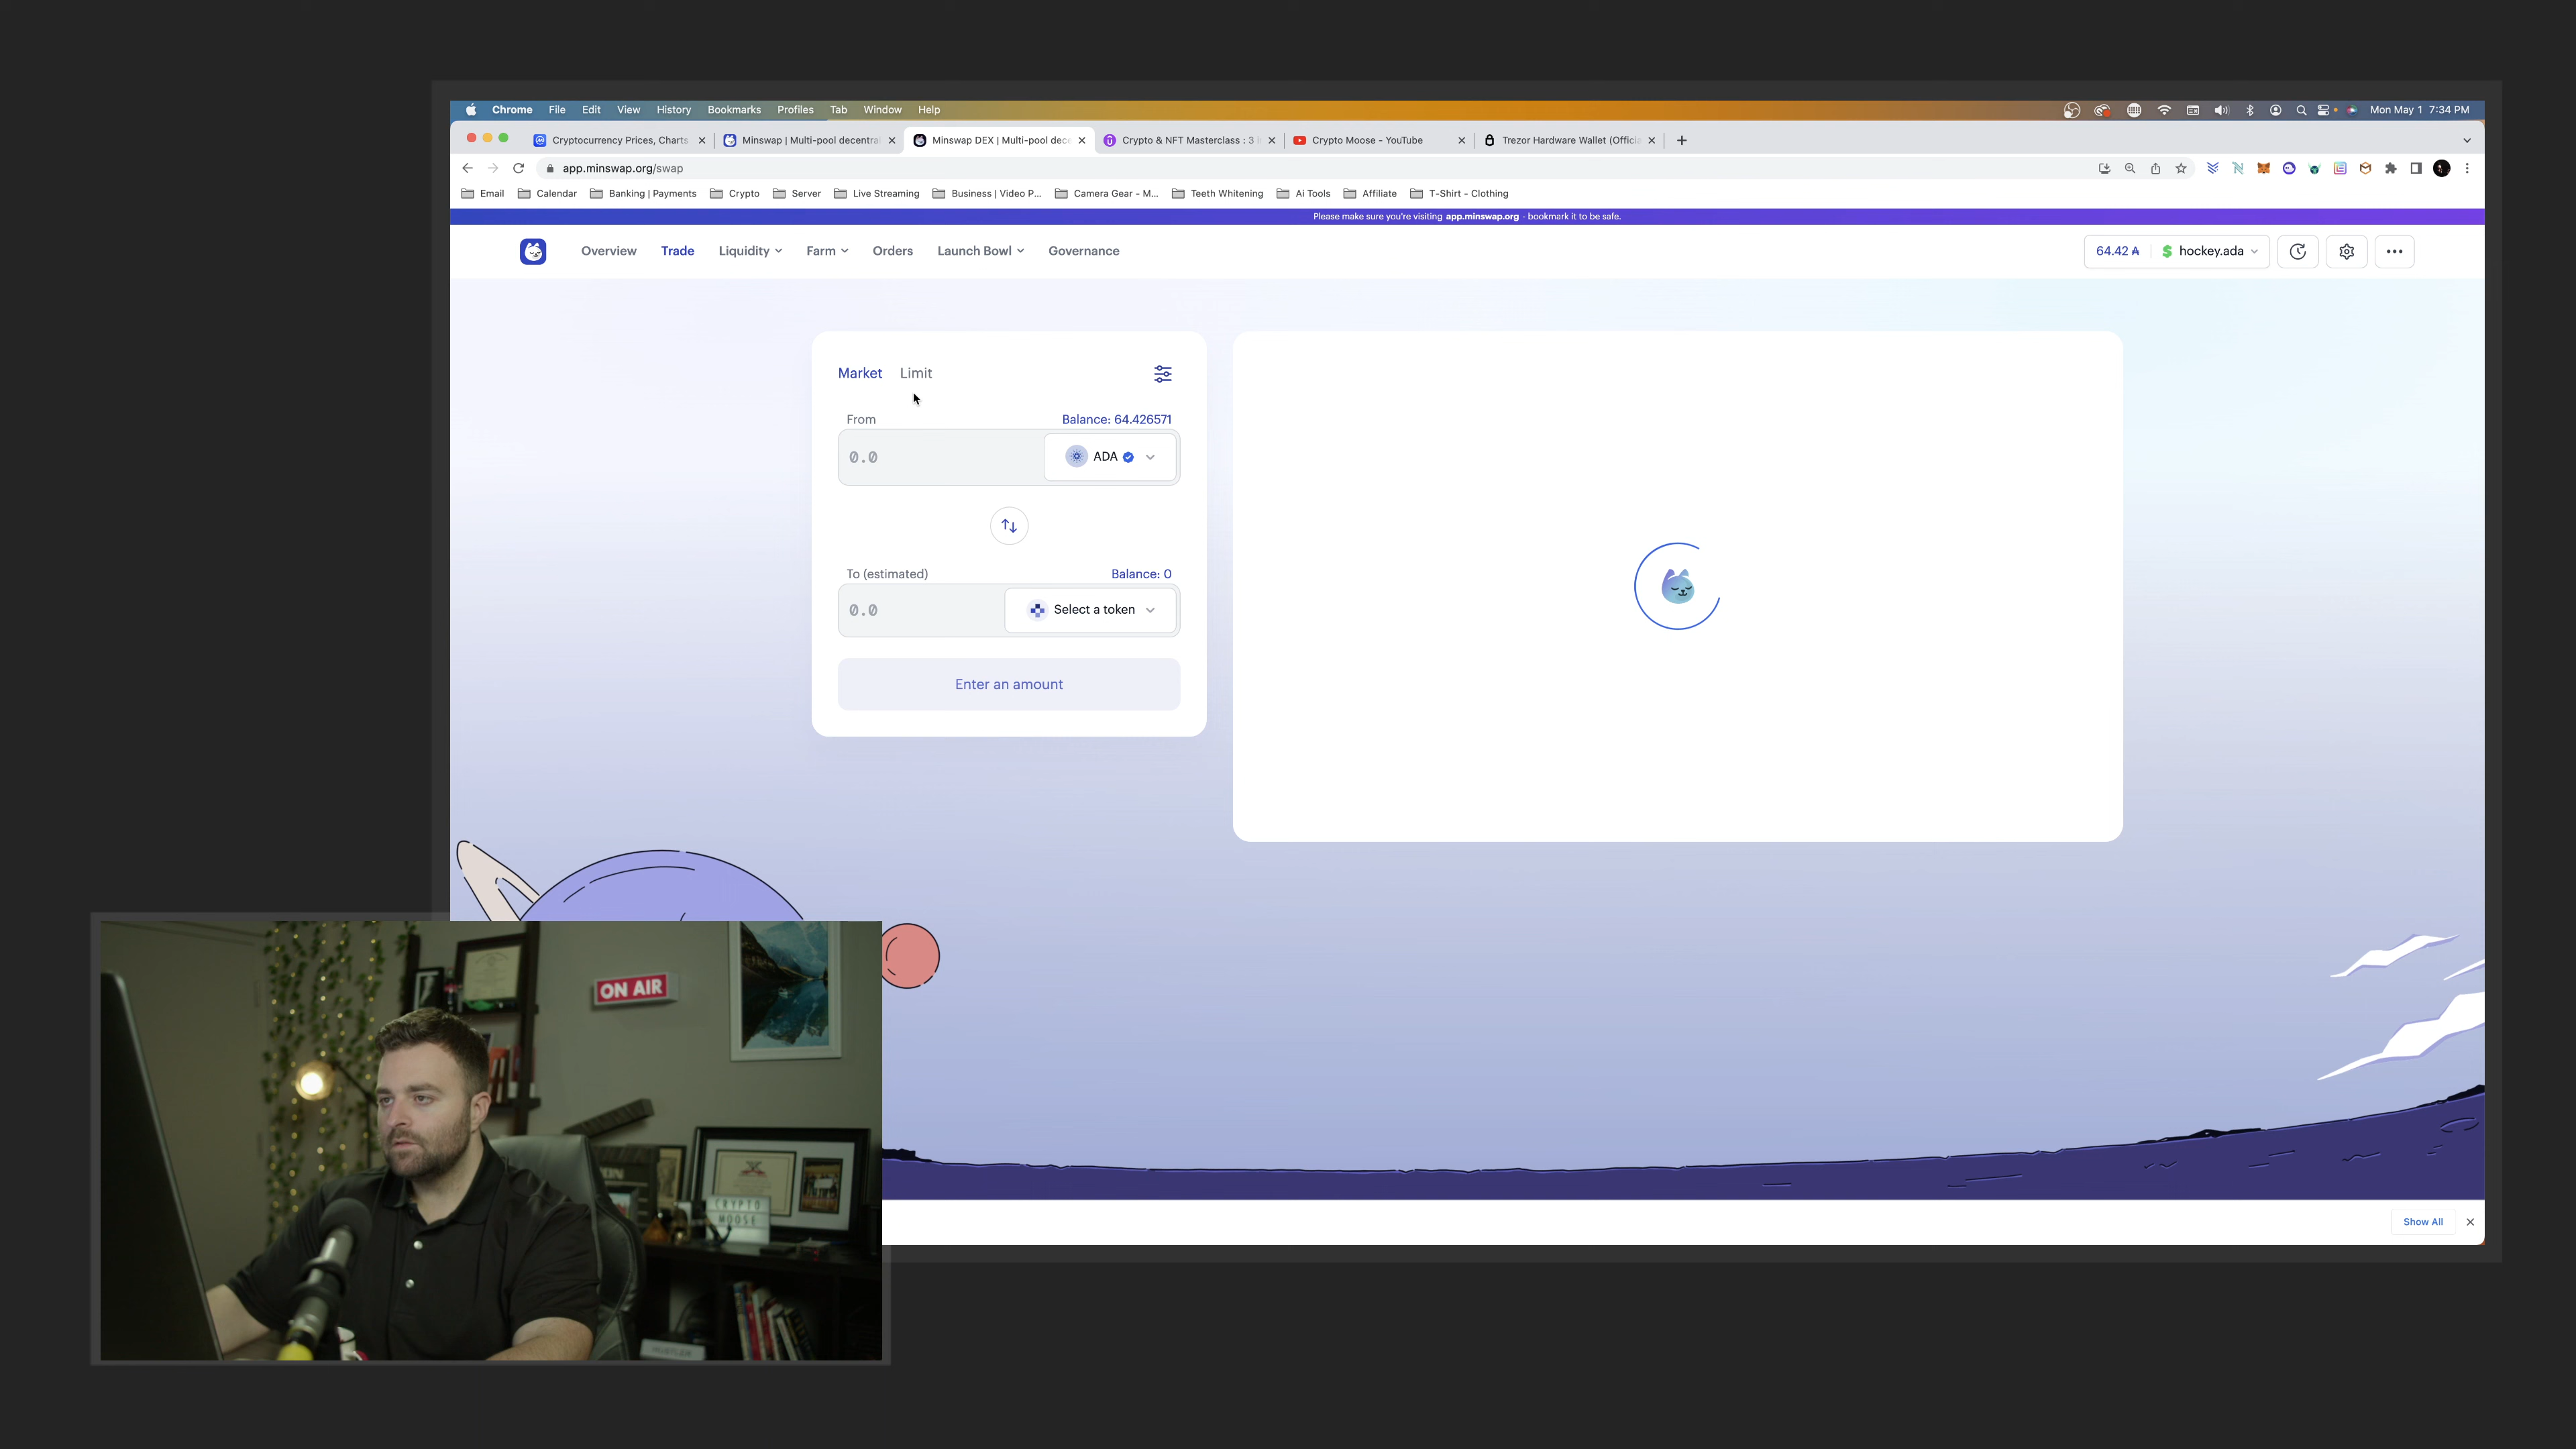 Chrome File Edit View History Bookmarks Profiles Tab Window Help
Mon May 1 7:34 PM
Cryptocurrency Prices, Charts
Minswap | Multi-pool decentral
Minswap DEX | Multi-pool dece
Crypto & NFT Masterclass : 3 I
Crypto Moose - YouTube
Trezor Hardware Wallet (Officia
app.minswap.org/swap
Email Calendar Banking | Payments Crypto Server Live Streaming Business | Video P... Camera Gear - M... Teeth Whitening Ai Tools Affiliate T-Shirt - Clothing
Please make sure you're visiting app.minswap.org - bookmark it to be safe.
Overview Trade Liquidity Farm Orders Launch Bowl Governance
64.42 ₳ $ hockey.ada
Market Limit
From Balance: 64.426571
0.0 ADA
To (estimated) Balance: 0
0.0 Select a token
Enter an amount
ON AIR
CRYPTO
MOOSE
Show All